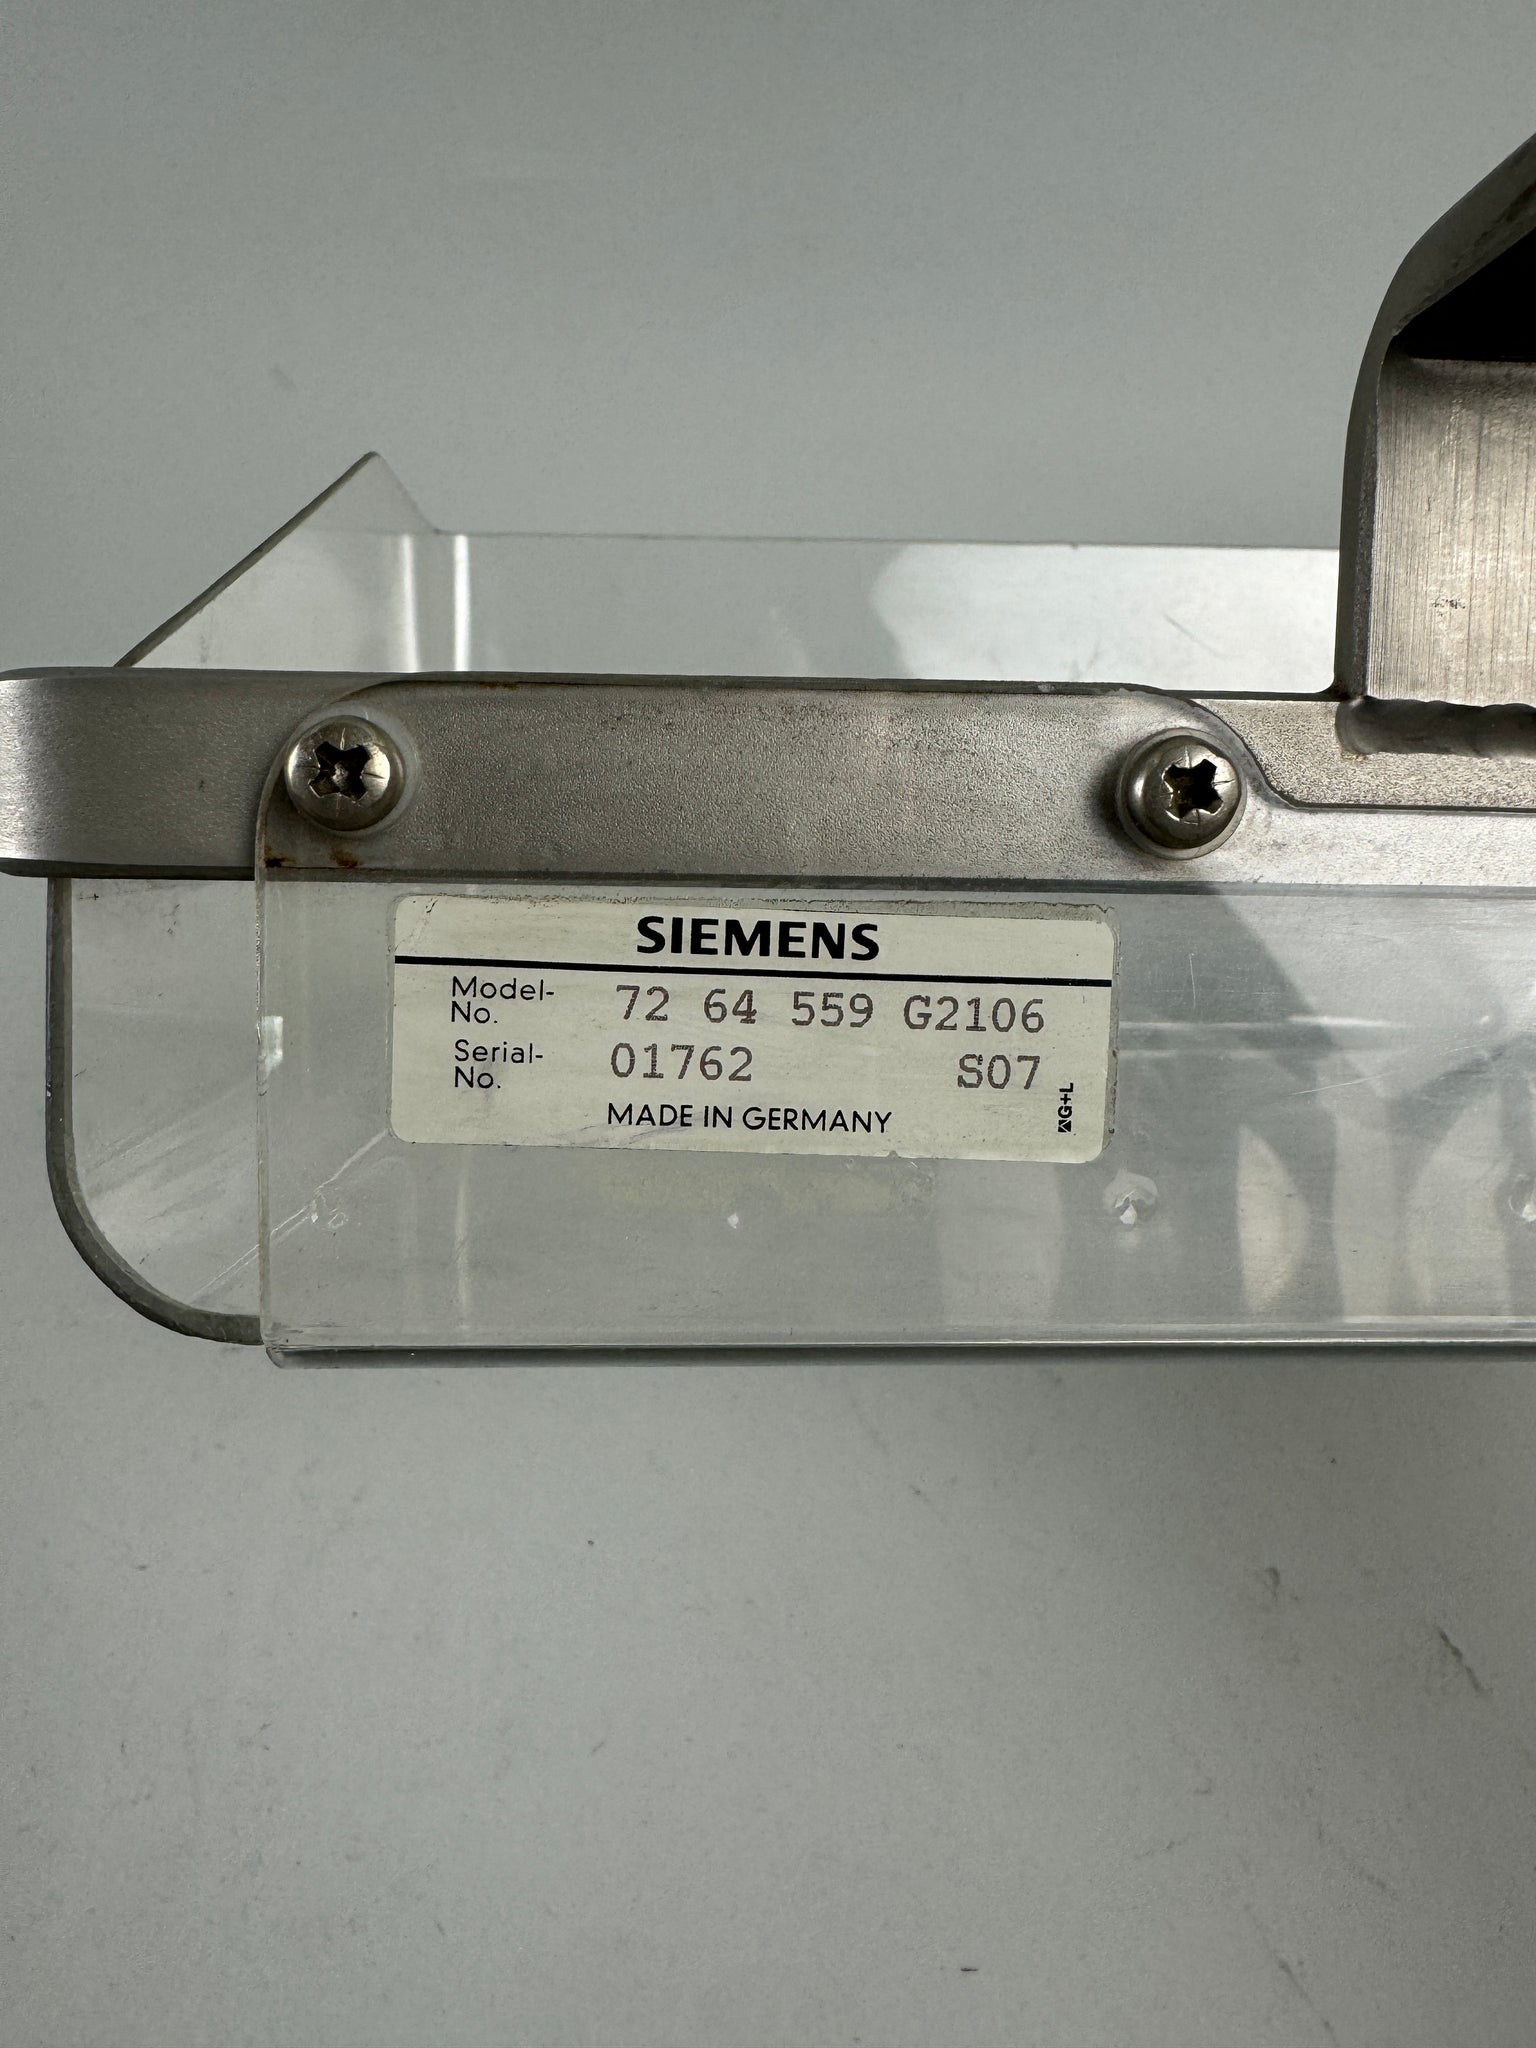 SIEMENS
Model-No. 72 64 559 G2106
Serial-No. 01762 S07
MADE IN GERMANY
G+L